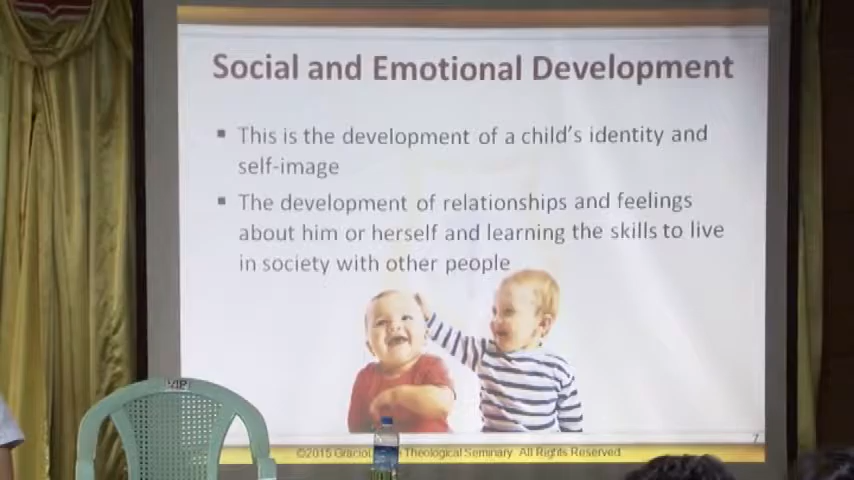 Social and Emotional Development
▪ This is the development of a child's identity and
self-image
▪ The development of relationships and feelings
about him or herself and learning the skills to live
in society with other people
7
VIP
©2015 Theological Seminary All Rights Reserved